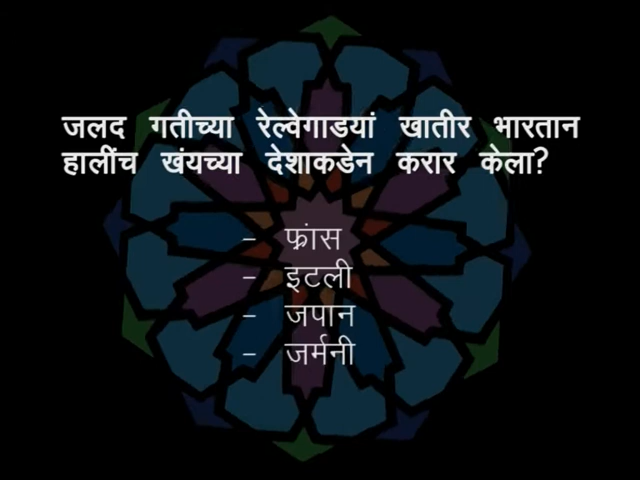 जलद गतीच्या रेल्वेगाडयां खातीर भारतान
हालींच खंयच्या देशाकडेन करार केला?
– फ्रांस
– इटली
– जपान
– जर्मनी